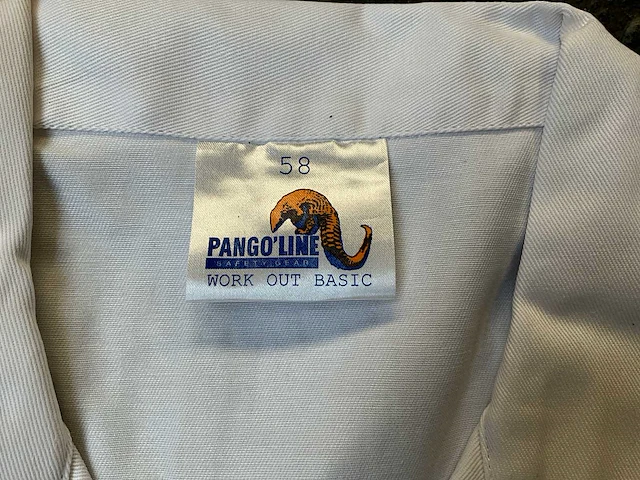 58
PANGO'LINE
SAFETY GEAR
WORK OUT BASIC